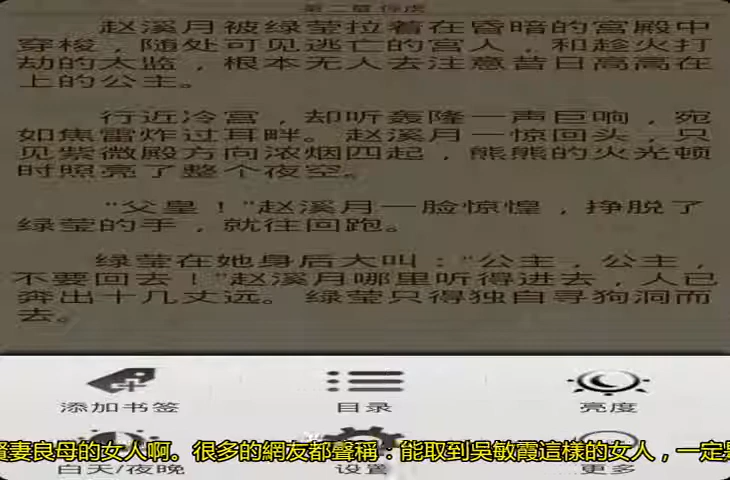 赵溪月被绿莹拉着在昏暗的宫殿中
穿梭，随处可见逃亡的宫人，和趁火打
劫的太监，根本无人去注意昔日高高在
上的公主。
行近冷宫，却听轰隆一声巨响，宛
如焦雷炸过耳畔。赵溪月一惊回头，只
见紫微殿方向浓烟四起，熊熊的火光顿
时照亮了整个夜空。
“父皇！”赵溪月一脸惊惶，挣脱了
绿莹的手，就往回跑。
绿莹在她身后大叫：“公主，公主，
不要回去！”赵溪月哪里听得进去，人已
奔出十几丈远。绿莹只得独自寻狗洞而
去。
添加书签
目录
亮度
妻良母的女人啊。很多的網友都聲稱：能取到吳敏霞這樣的女人，一定
白天/夜晚
设置
更多